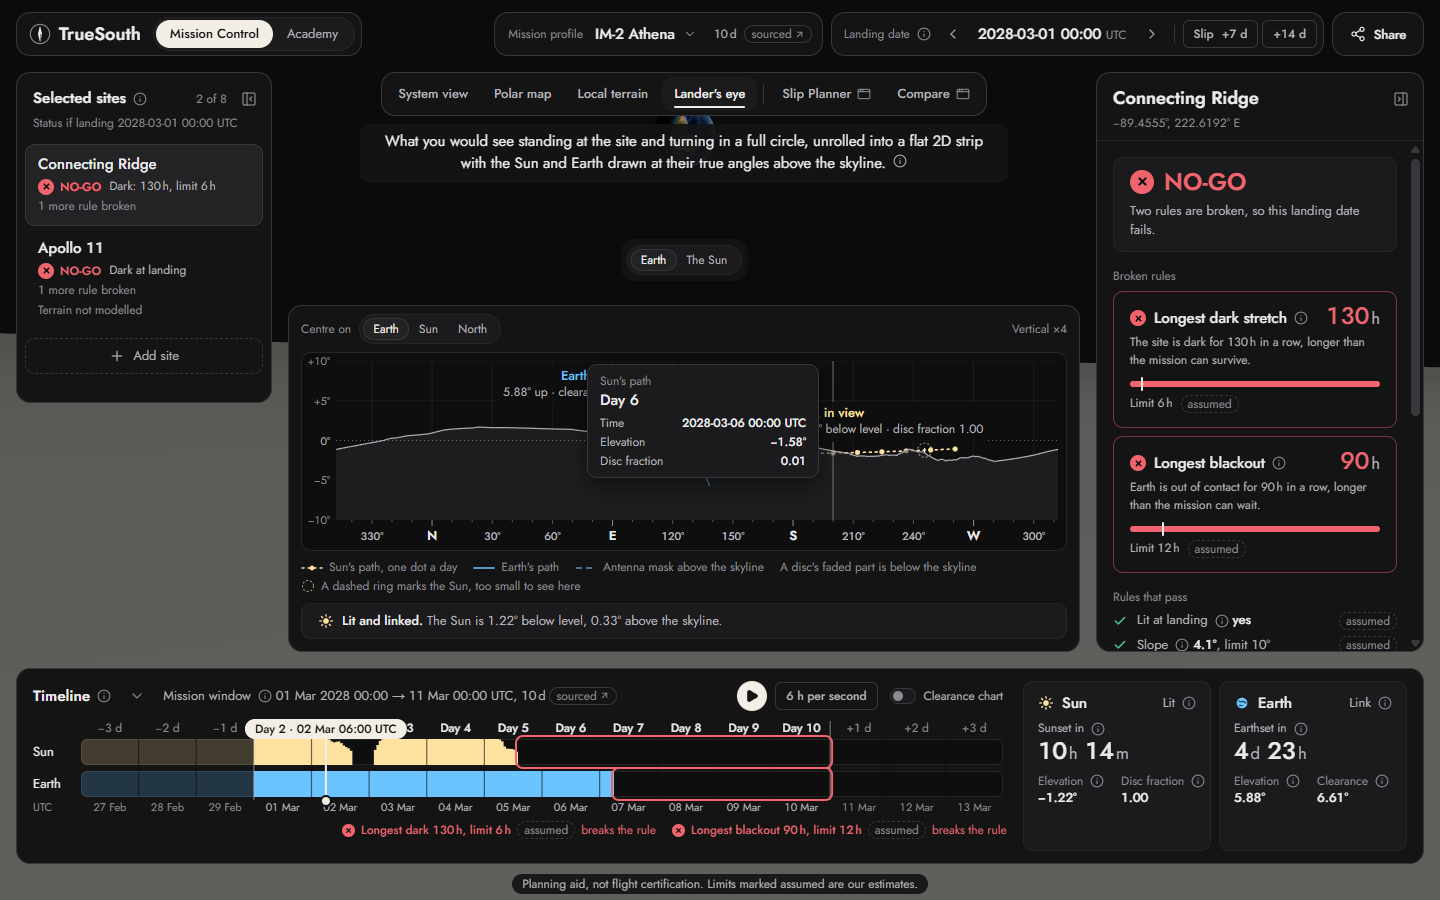 TrueSouth
Mission Control
Academy
Mission profile
IM-2 Athena
10 d
sourced ↗
Landing date
2028-03-01 00:00 UTC
Slip +7 d
+14 d
Share
Selected sites
2 of 8
Status if landing 2028-03-01 00:00 UTC
Connecting Ridge
NO-GO Dark: 130 h, limit 6 h
1 more rule broken
Apollo 11
NO-GO Dark at landing
1 more rule broken
Terrain not modelled
+ Add site
System view
Polar map
Local terrain
Lander's eye
Slip Planner
Compare
What you would see standing at the site and turning in a full circle, unrolled into a flat 2D strip
with the Sun and Earth drawn at their true angles above the skyline.
Earth
The Sun
Centre on
Earth
Sun
North
Vertical ×4
+10°
+5°
0°
−5°
−10°
Earth
5.88° up · cleara
Sun's path
Day 6
Time 2028-03-06 00:00 UTC
Elevation −1.58°
Disc fraction 0.01
in view
° below level · disc fraction 1.00
330° N 30° 60° E 120° 150° S 210° 240° W 300°
Sun's path, one dot a day
Earth's path
Antenna mask above the skyline
A disc's faded part is below the skyline
A dashed ring marks the Sun, too small to see here
Lit and linked. The Sun is 1.22° below level, 0.33° above the skyline.
Connecting Ridge
−89.4555°, 222.6192° E
NO-GO
Two rules are broken, so this landing date
fails.
Broken rules
Longest dark stretch 130 h
The site is dark for 130 h in a row, longer than
the mission can survive.
Limit 6 h assumed
Longest blackout 90 h
Earth is out of contact for 90 h in a row, longer
than the mission can wait.
Limit 12 h assumed
Rules that pass
Lit at landing yes assumed
Slope 4.1°, limit 10° assumed
Timeline
Mission window 01 Mar 2028 00:00 → 11 Mar 00:00 UTC, 10 d sourced ↗
6 h per second
Clearance chart
−3 d −2 d −1 d Day 2 · 02 Mar 06:00 UTC 3 Day 4 Day 5 Day 6 Day 7 Day 8 Day 9 Day 10 +1 d +2 d +3 d
Sun
Earth
UTC 27 Feb 28 Feb 29 Feb 01 Mar 02 Mar 03 Mar 04 Mar 05 Mar 06 Mar 07 Mar 08 Mar 09 Mar 10 Mar 11 Mar 12 Mar 13 Mar
Longest dark 130 h, limit 6 h assumed breaks the rule
Longest blackout 90 h, limit 12 h assumed breaks the rule
Sun Lit
Sunset in
10 h 14 m
Elevation Disc fraction
−1.22° 1.00
Earth Link
Earthset in
4 d 23 h
Elevation Clearance
5.88° 6.61°
Planning aid, not flight certification. Limits marked assumed are our estimates.